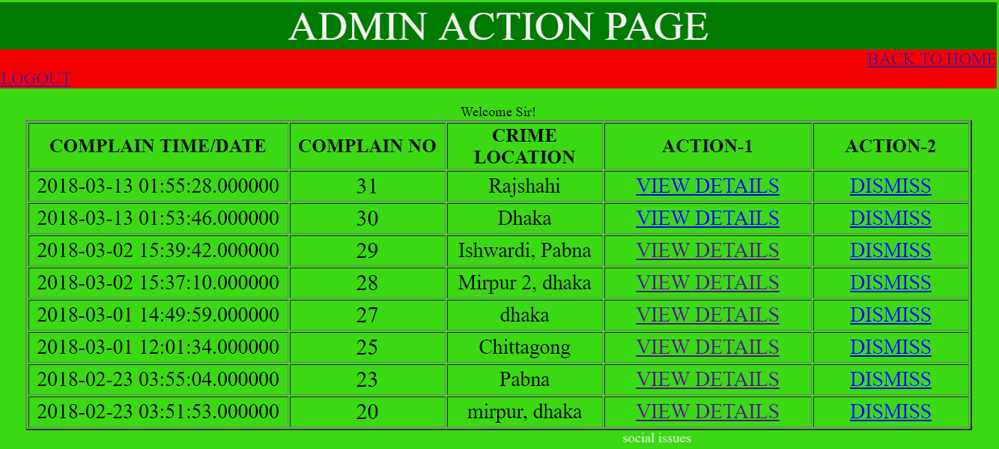 ADMIN ACTION PAGE
BACK TO HOME
LOGOUT
Welcome Sir!
COMPLAIN TIME/DATE COMPLAIN NO CRIME LOCATION ACTION-1 ACTION-2
2018-03-13 01:55:28.000000 31 Rajshahi VIEW DETAILS DISMISS
2018-03-13 01:53:46.000000 30 Dhaka VIEW DETAILS DISMISS
2018-03-02 15:39:42.000000 29 Ishwardi, Pabna VIEW DETAILS DISMISS
2018-03-02 15:37:10.000000 28 Mirpur 2, dhaka VIEW DETAILS DISMISS
2018-03-01 14:49:59.000000 27 dhaka VIEW DETAILS DISMISS
2018-03-01 12:01:34.000000 25 Chittagong VIEW DETAILS DISMISS
2018-02-23 03:55:04.000000 23 Pabna VIEW DETAILS DISMISS
2018-02-23 03:51:53.000000 20 mirpur, dhaka VIEW DETAILS DISMISS
social issues